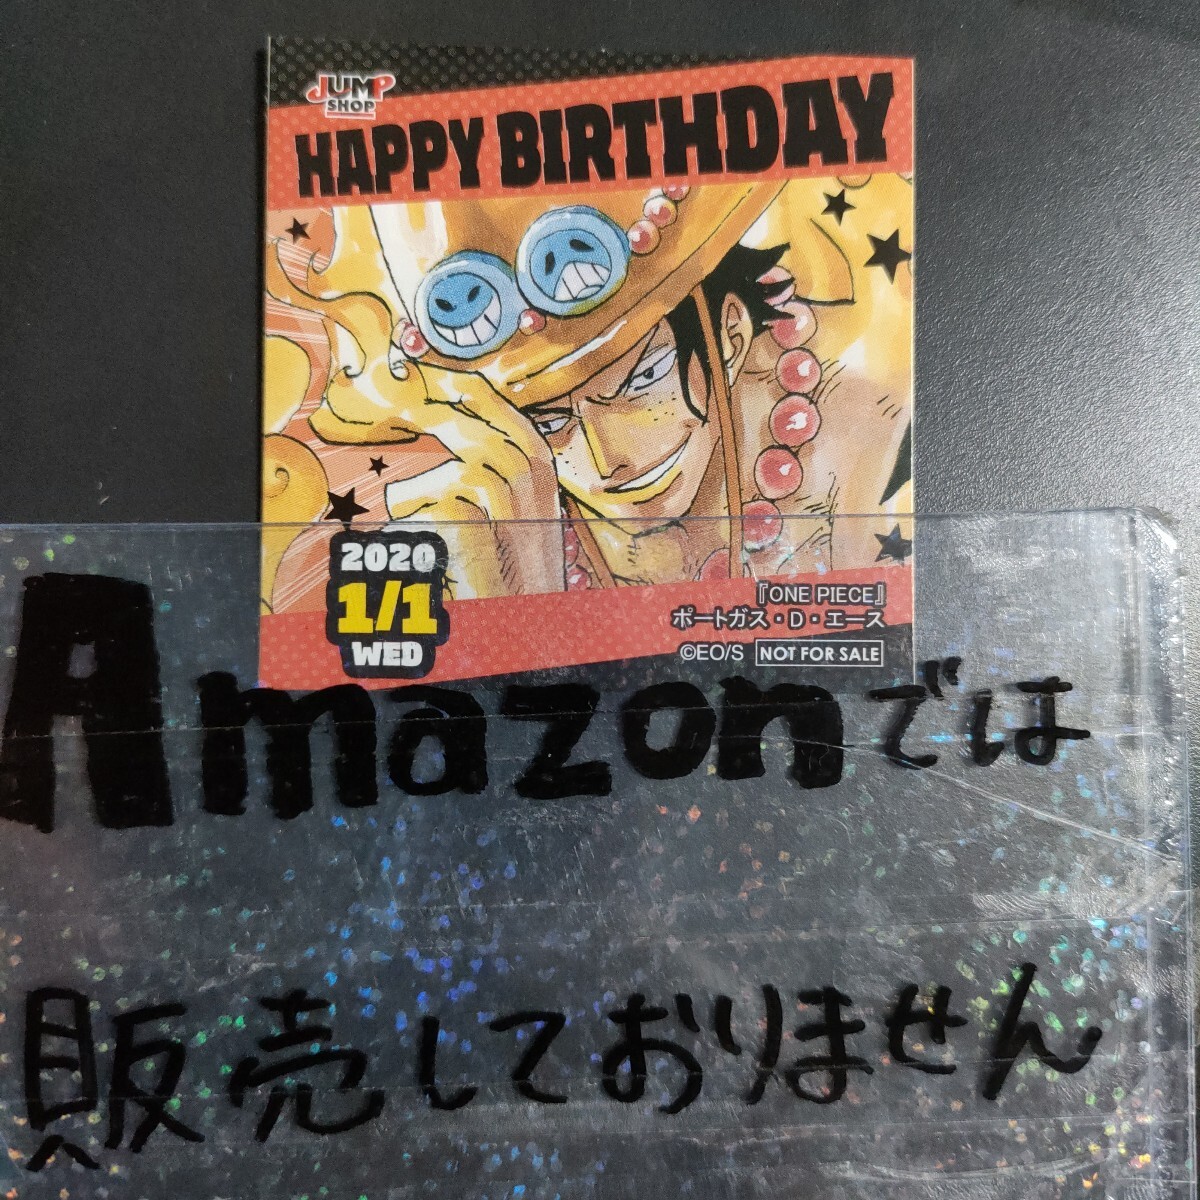 JUMP
SHOP
HAPPY BIRTHDAY
2020
1/1
WED
『ONE PIECE』
ポートガス・D・エース
©EO/S NOT FOR SALE
Amazonでは
販売しておりません